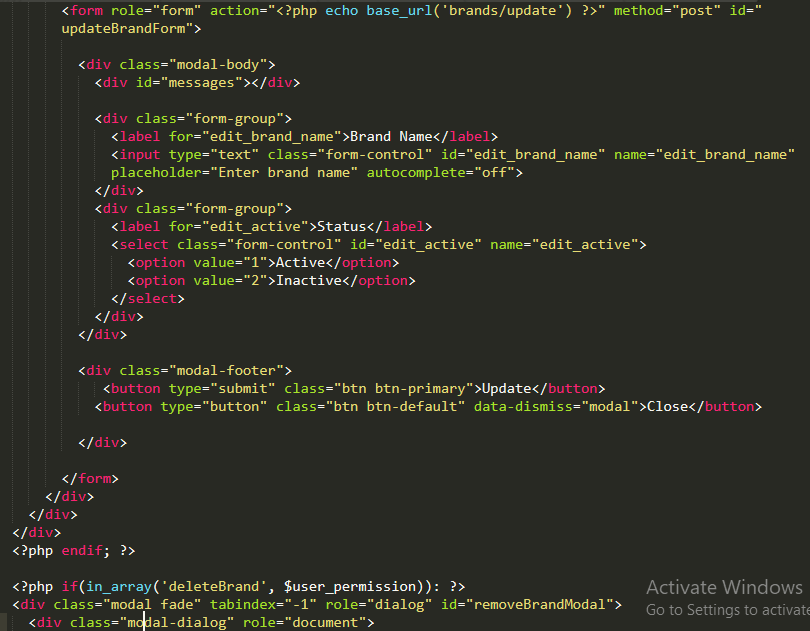 <form role="form" action="<?php echo base_url('brands/update') ?>" method="post" id="
updateBrandForm">
<div class="modal-body">
<div id="messages"></div>
<div class="form-group">
<label for="edit_brand_name">Brand Name</label>
<input type="text" class="form-control" id="edit_brand_name" name="edit_brand_name"
placeholder="Enter brand name" autocomplete="off">
</div>
<div class="form-group">
<label for="edit_active">Status</label>
<select class="form-control" id="edit_active" name="edit_active">
<option value="1">Active</option>
<option value="2">Inactive</option>
</select>
</div>
</div>
<div class="modal-footer">
<button type="submit" class="btn btn-primary">Update</button>
<button type="button" class="btn btn-default" data-dismiss="modal">Close</button>
</div>
</form>
</div>
</div>
</div>
<?php endif; ?>
<?php if(in_array('deleteBrand', $user_permission)): ?>
<div class="modal fade" tabindex="-1" role="dialog" id="removeBrandModal">
<div class="modal-dialog" role="document">
Activate Windows
Go to Settings to activate